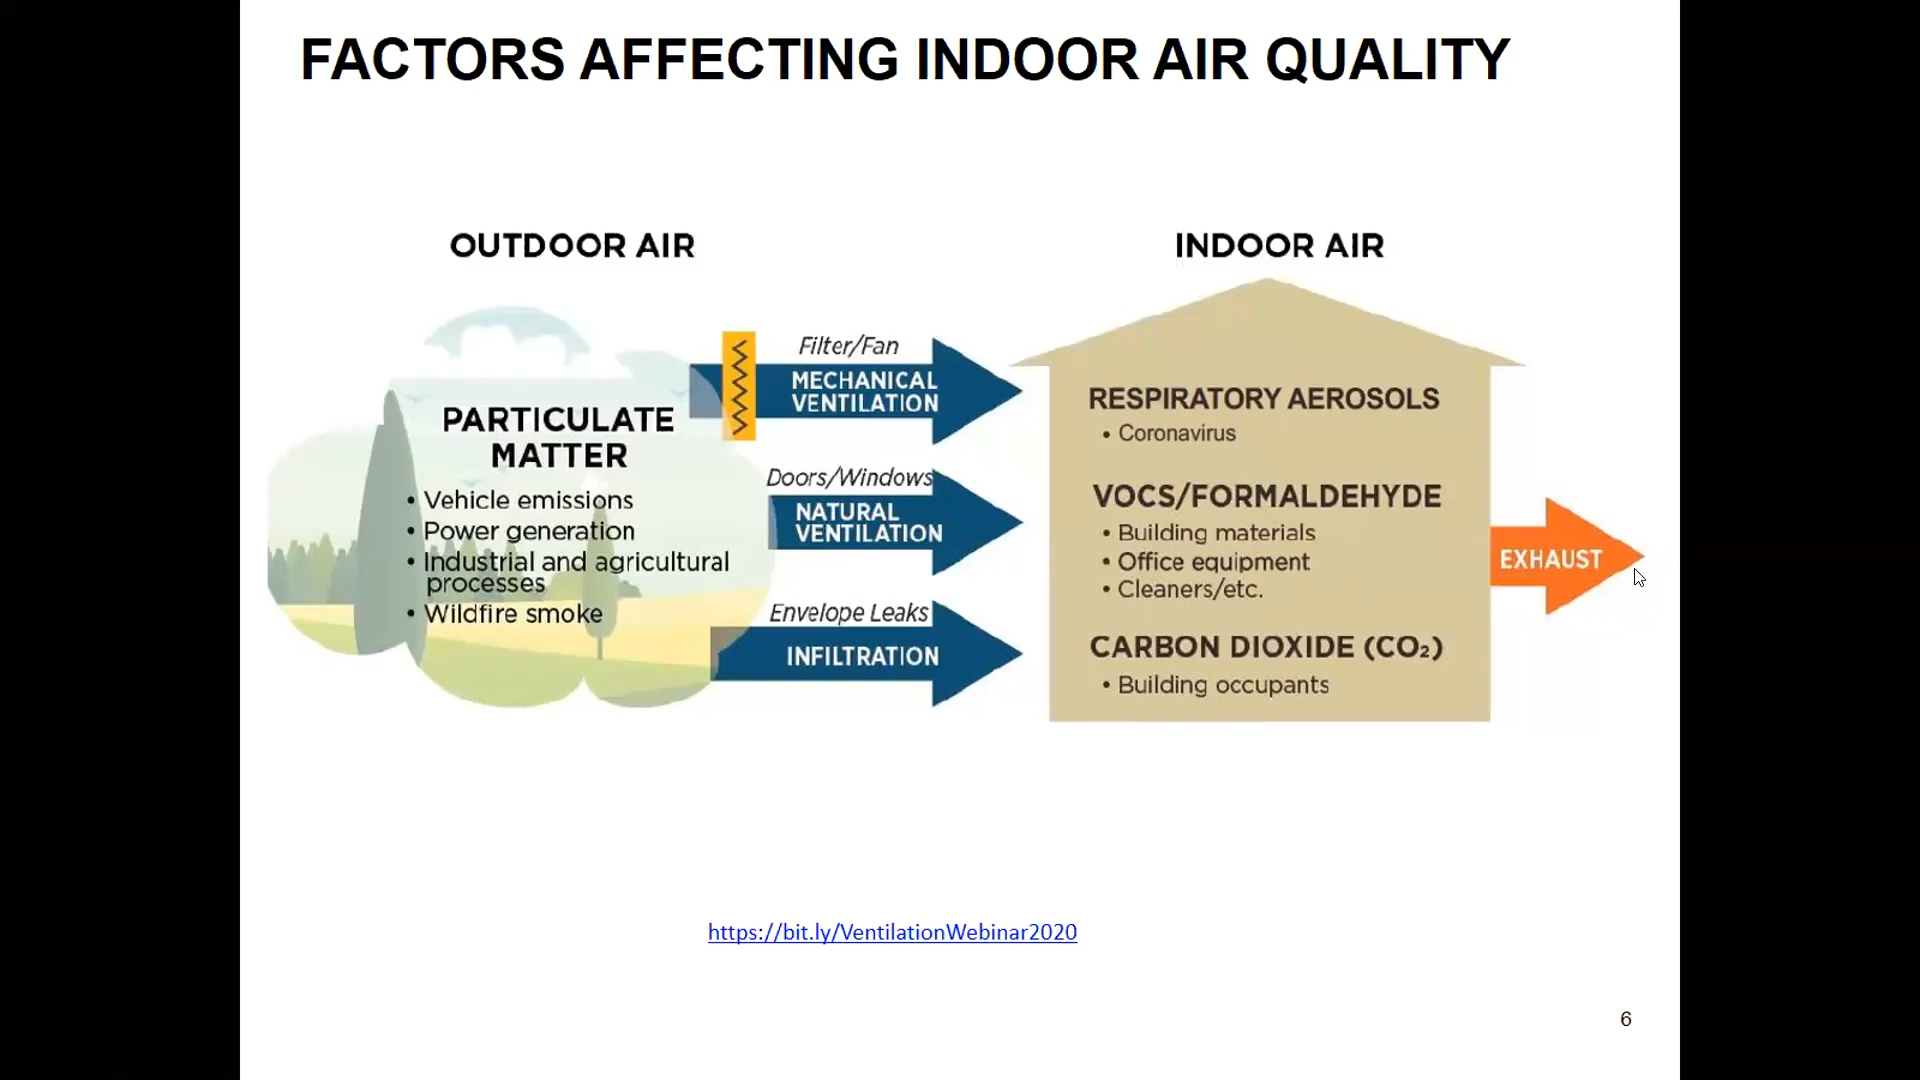 FACTORS AFFECTING INDOOR AIR QUALITY
OUTDOOR AIR
PARTICULATE
MATTER
• Vehicle emissions
• Power generation
• Industrial and agricultural
processes
• Wildfire smoke
Filter/Fan
MECHANICAL
VENTILATION
Doors/Windows
NATURAL
VENTILATION
Envelope Leaks
INFILTRATION
INDOOR AIR
RESPIRATORY AEROSOLS
• Coronavirus
VOCS/FORMALDEHYDE
• Building materials
• Office equipment
• Cleaners/etc.
CARBON DIOXIDE (CO₂)
• Building occupants
EXHAUST
https://bit.ly/VentilationWebinar2020
6